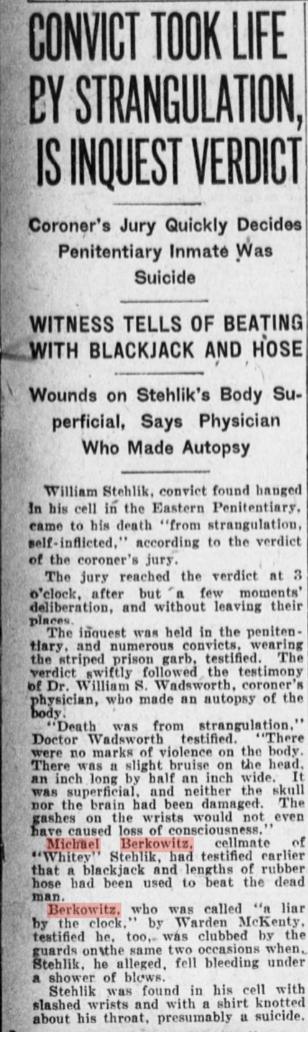 CONVICT TOOK LIFE
BY STRANGULATION,
IS INQUEST VERDICT
Coroner's Jury Quickly Decides
Penitentiary Inmate Was
Suicide
WITNESS TELLS OF BEATING
WITH BLACKJACK AND HOSE
Wounds on Stehlik's Body Su-
perficial, Says Physician
Who Made Autopsy
William Stehlik, convict found hanged
in his cell in the Eastern Penitentiary,
came to his death "from strangulation,
self-inflicted," according to the verdict
of the coroner's jury.
The jury reached the verdict at 3
o'clock, after but a few moments'
deliberation, and without leaving their
places.
The inquest was held in the peniten-
tiary, and numerous convicts, wearing
the striped prison garb, testified. The
verdict swiftly followed the testimony
of Dr. William S. Wadsworth, coroner's
physician, who made an autopsy of the
body.
"Death was from strangulation,"
Doctor Wadsworth testified. "There
were no marks of violence on the body.
There was a slight bruise on the head,
an inch long by half an inch wide. It
was superficial, and neither the skull
nor the brain had been damaged. The
gashes on the wrists would not even
have caused loss of consciousness."
Michael Berkowitz, cellmate of
"Whitey" Stehlik, had testified earlier
that a blackjack and lengths of rubber
hose had been used to beat the dead
man.
Berkowitz, who was called "a liar
by the clock," by Warden McKenty,
testified he, too, was clubbed by the
guards on the same two occasions when,
Stehlik, he alleged, fell bleeding under
a shower of blows.
Stehlik was found in his cell with
slashed wrists and with a shirt knotted
about his throat, presumably a suicide.